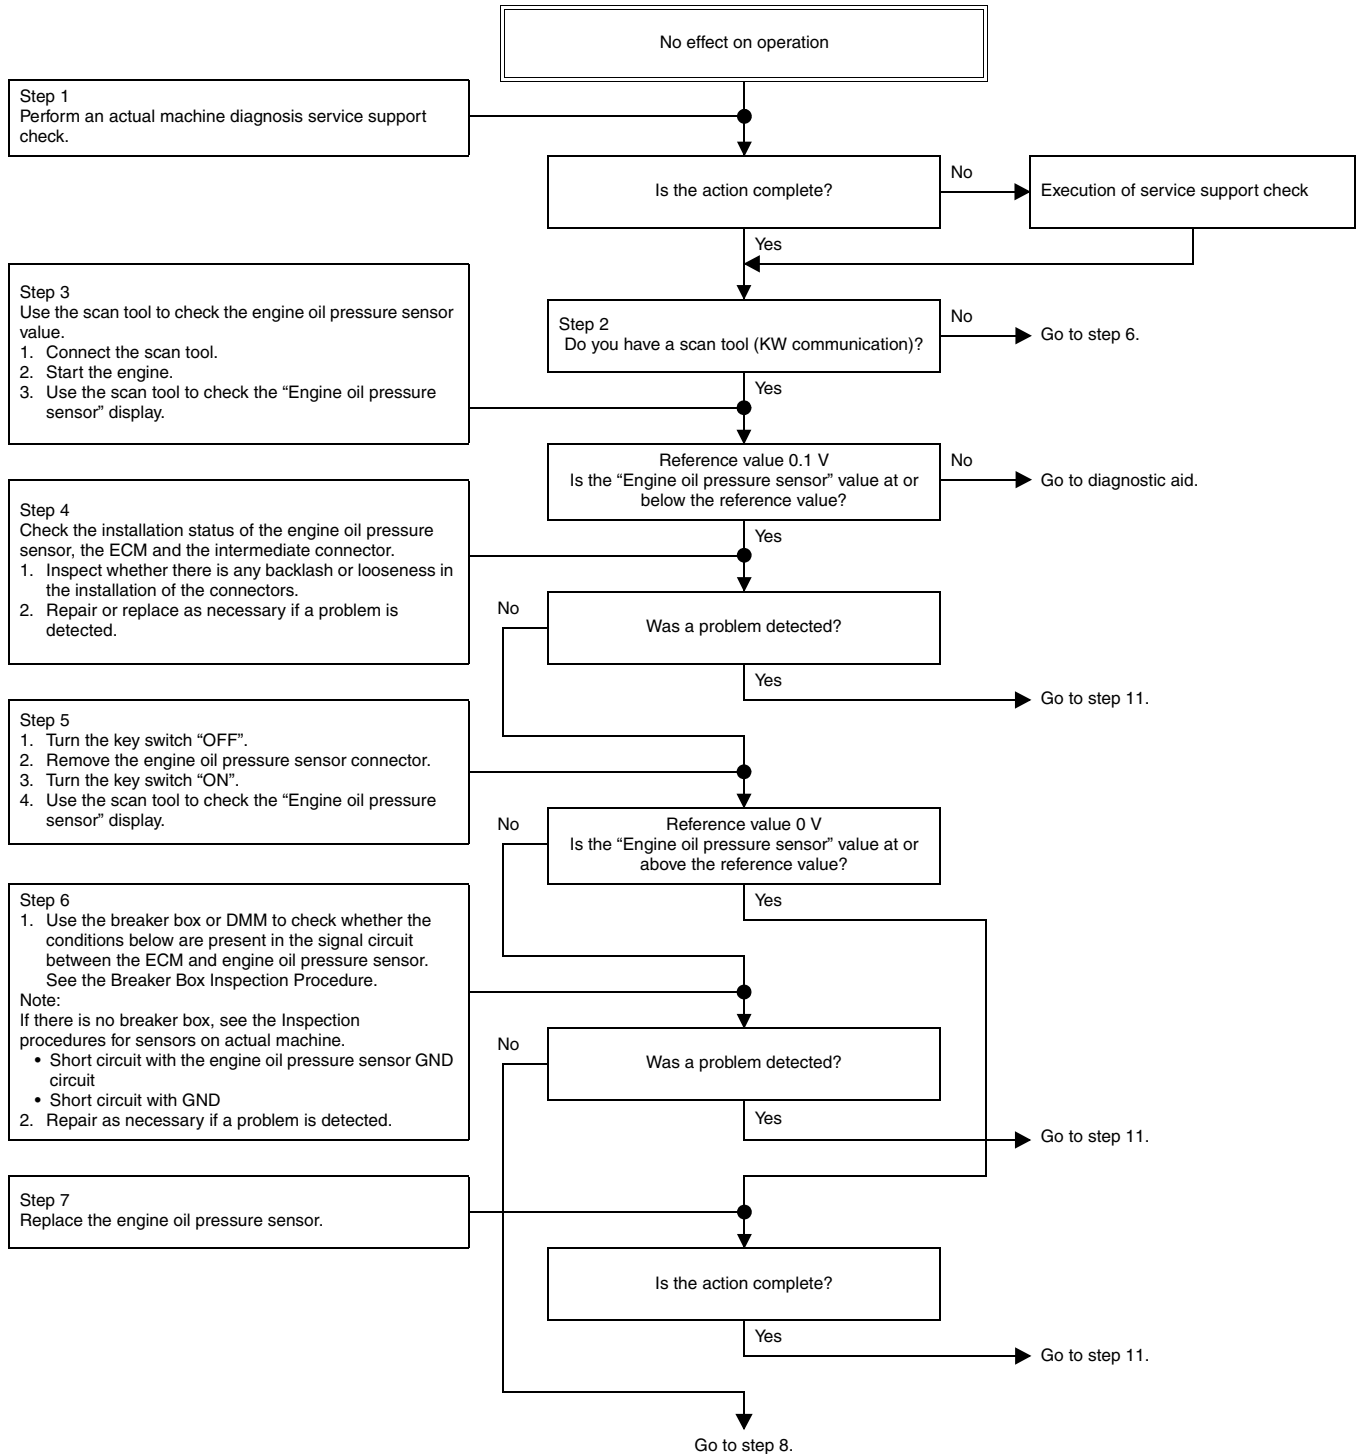 No effect on operation
Step 1
Perform an actual machine diagnosis service support
check.
Is the action complete?
No
Execution of service support check
Yes
Step 2
Do you have a scan tool (KW communication)?
No
Go to step 6.
Yes
Step 3
Use the scan tool to check the engine oil pressure sensor
value.
1. Connect the scan tool.
2. Start the engine.
3. Use the scan tool to check the “Engine oil pressure
sensor” display.
Reference value 0.1 V
Is the “Engine oil pressure sensor” value at or
below the reference value?
No
Go to diagnostic aid.
Yes
Step 4
Check the installation status of the engine oil pressure
sensor, the ECM and the intermediate connector.
1. Inspect whether there is any backlash or looseness in
the installation of the connectors.
2. Repair or replace as necessary if a problem is
detected.
No
Was a problem detected?
Yes
Go to step 11.
Step 5
1. Turn the key switch “OFF”.
2. Remove the engine oil pressure sensor connector.
3. Turn the key switch “ON”.
4. Use the scan tool to check the “Engine oil pressure
sensor” display.
No
Reference value 0 V
Is the “Engine oil pressure sensor” value at or
above the reference value?
Yes
Step 6
1. Use the breaker box or DMM to check whether the
conditions below are present in the signal circuit
between the ECM and engine oil pressure sensor.
See the Breaker Box Inspection Procedure.
Note:
If there is no breaker box, see the Inspection
procedures for sensors on actual machine.
• Short circuit with the engine oil pressure sensor GND
circuit
• Short circuit with GND
2. Repair as necessary if a problem is detected.
No
Was a problem detected?
Yes
Go to step 11.
Step 7
Replace the engine oil pressure sensor.
Is the action complete?
Yes
Go to step 11.
Go to step 8.